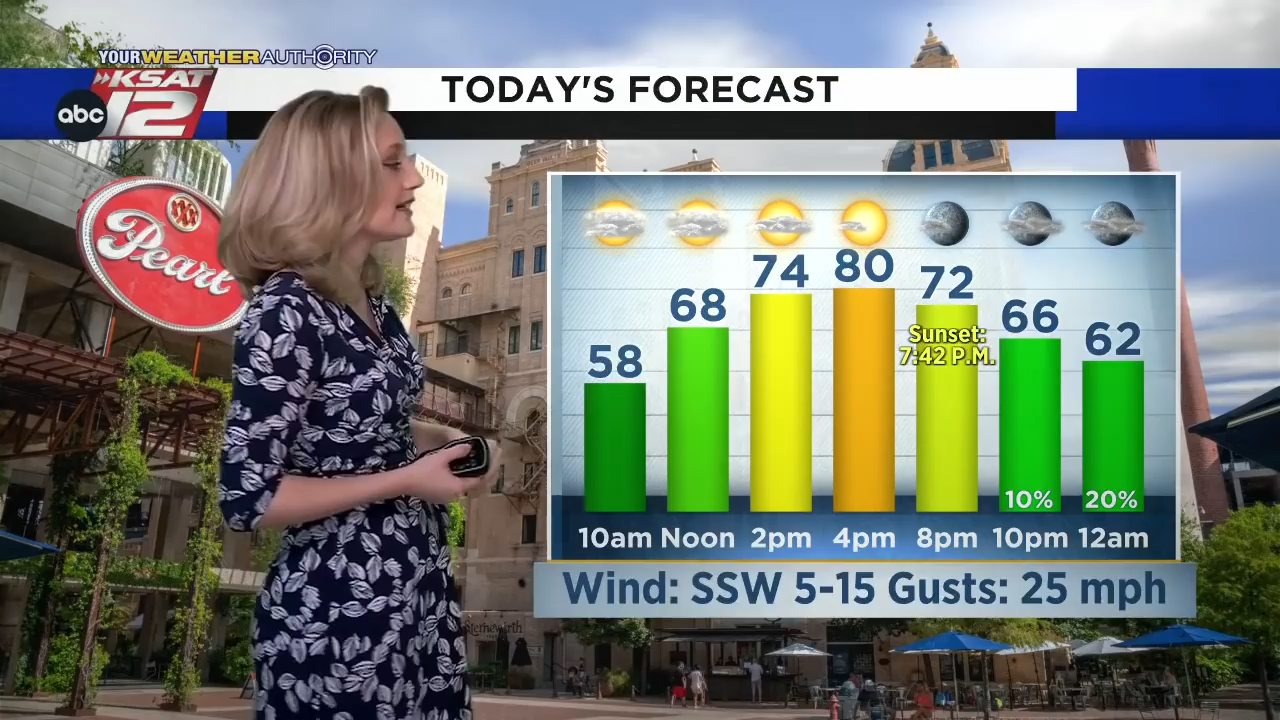 YOUR WEATHER AUTHORITY
KSAT
abc 12
TODAY'S FORECAST
Pearl
58 68 74 80 72 66 62
Sunset:
7:42 P.M.
10% 20%
10am Noon 2pm 4pm 8pm 10pm 12am
Wind: SSW 5-15 Gusts: 25 mph